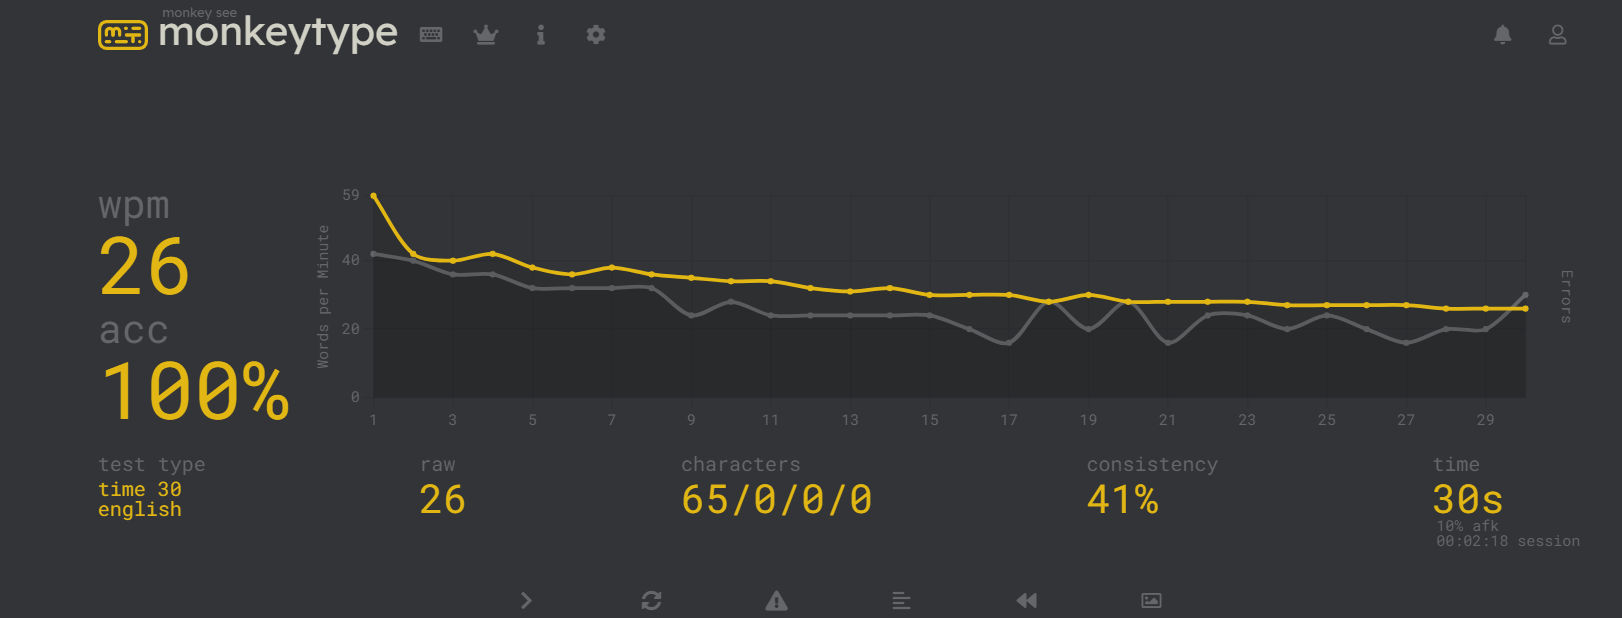 monkey see
monkeytype
wpm
26
acc
100%
Words per Minute
59
40
20
0
1 3 5 7 9 11 13 15 17 19 21 23 25 27 29
Errors
test type
time 30
english
raw
26
characters
65/0/0/0
consistency
41%
time
30s
10% afk
00:02:18 session